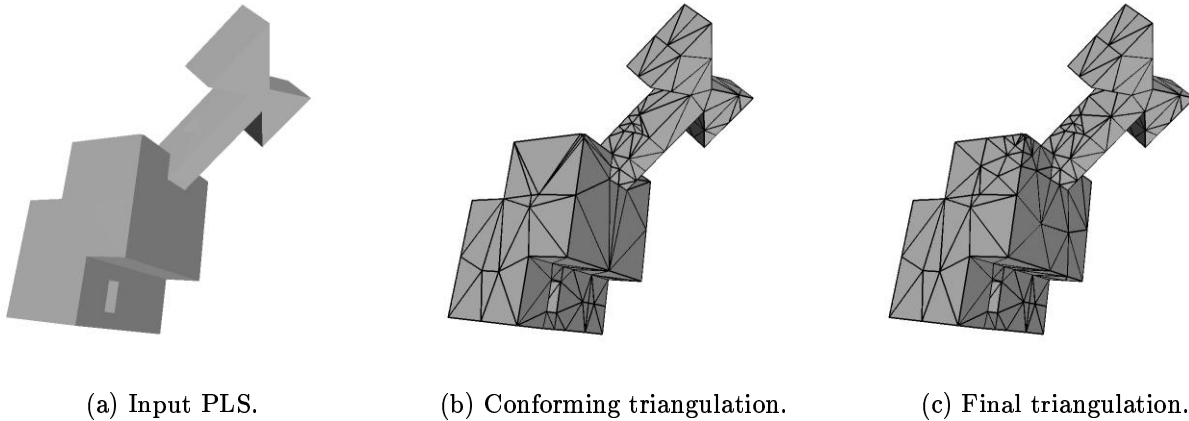 (a) Input PLS.
(b) Conforming triangulation.
(c) Final triangulation.